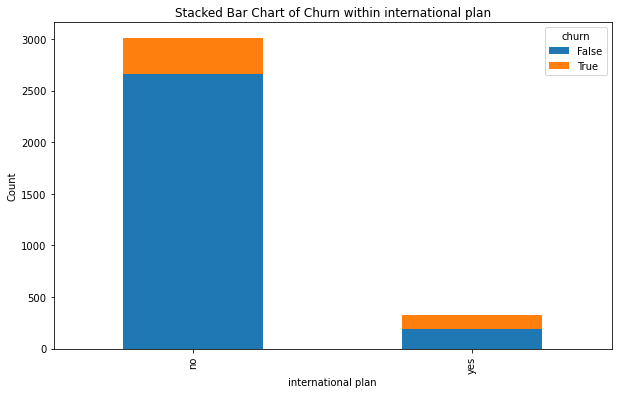 Stacked Bar Chart of Churn within international plan
churn
False
True
3000
2500
2000
1500
1000
500
0
Count
no
yes
international plan